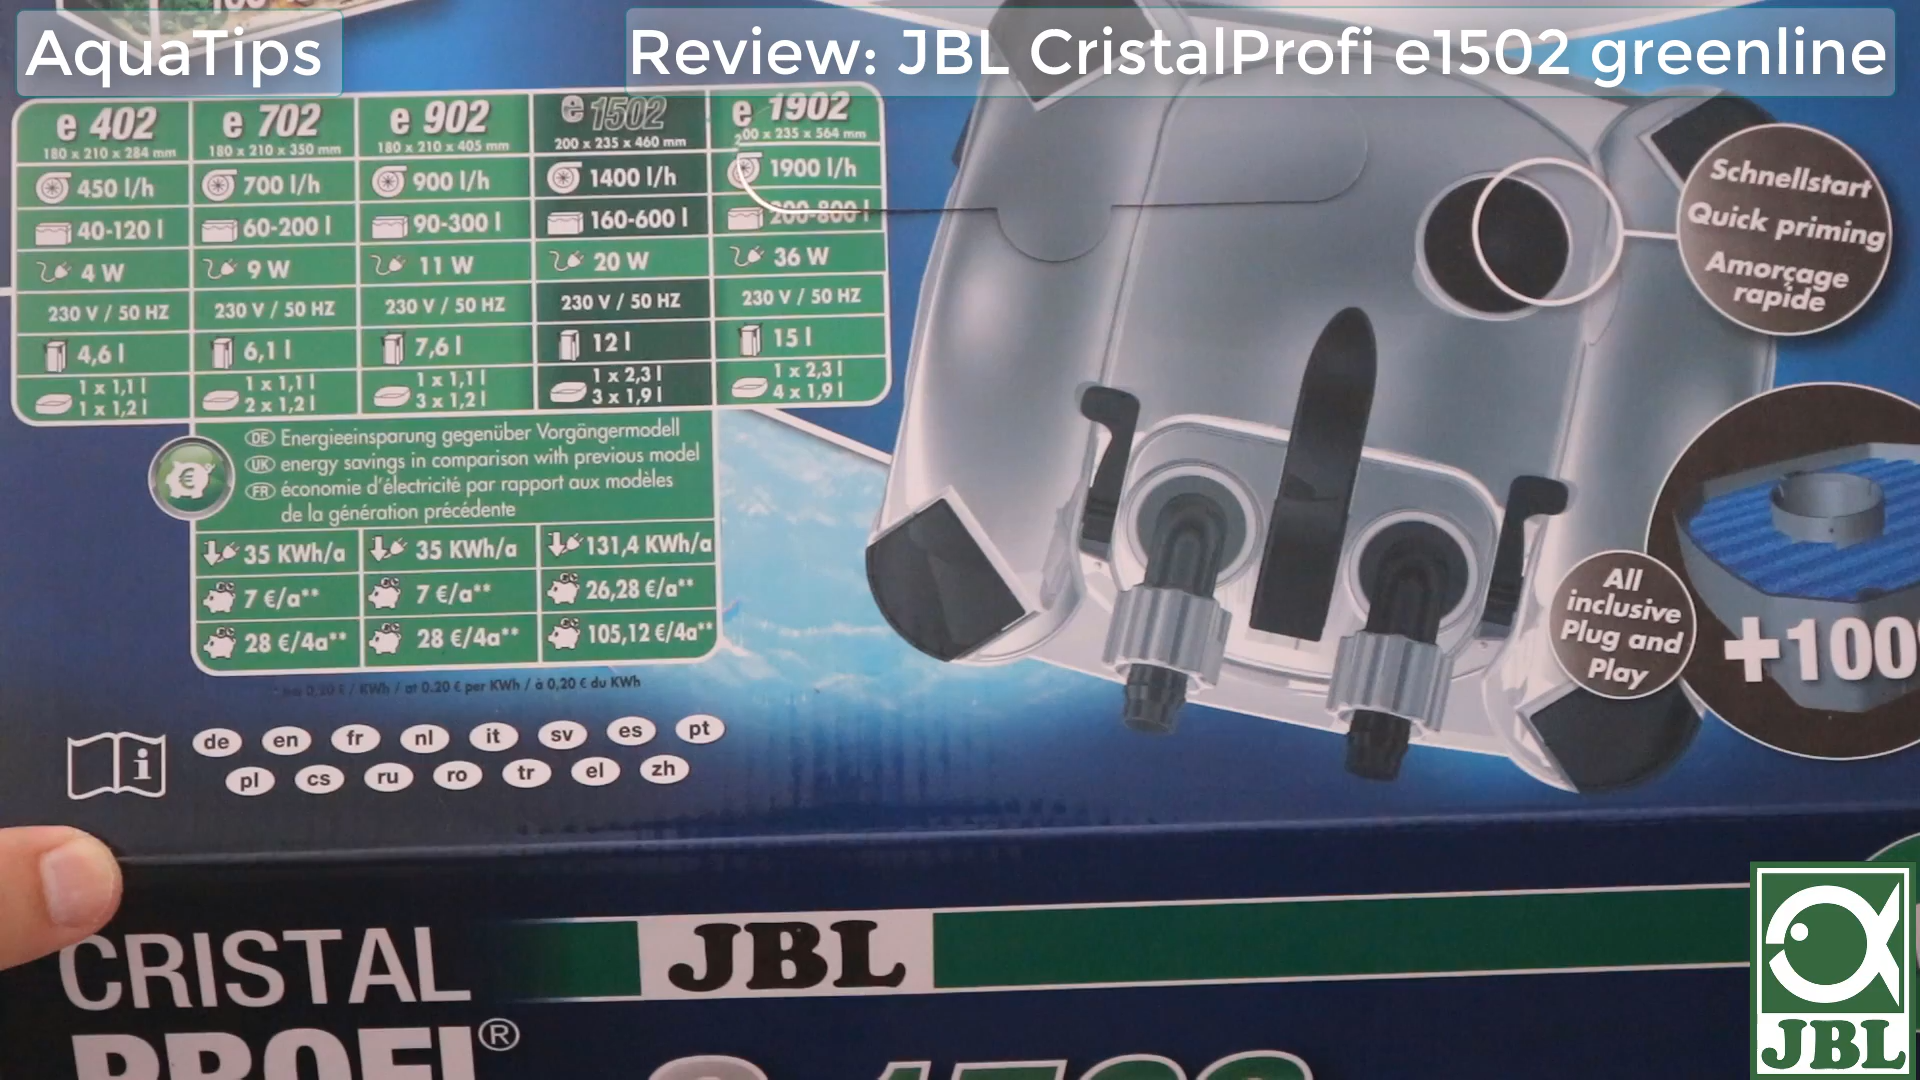 AquaTips
Review: JBL CristalProfi e1502 greenline
e 402
180 x 210 x 284 mm
450 l/h
40-120 l
4 W
230 V / 50 HZ
4,6 l
1 x 1,1 l
1 x 1,2 l
e 702
180 x 210 x 350 mm
700 l/h
60-200 l
9 W
230 V / 50 HZ
6,1 l
1 x 1,1 l
2 x 1,2 l
e 902
180 x 210 x 405 mm
900 l/h
90-300 l
11 W
230 V / 50 HZ
7,6 l
1 x 1,1 l
3 x 1,2 l
e 1502
200 x 235 x 460 mm
1400 l/h
160-600 l
20 W
230 V / 50 HZ
12 l
1 x 2,3 l
3 x 1,9 l
e 1902
200 x 235 x 564 mm
1900 l/h
200-800 l
36 W
230 V / 50 HZ
15 l
1 x 2,3 l
4 x 1,9 l
DE Energieeinsparung gegenüber Vorgängermodell
UK energy savings in comparison with previous model
FR économie d'électricité par rapport aux modèles
de la génération précédente
35 KWh/a 35 KWh/a 131,4 KWh/a
7 €/a** 7 €/a** 26,28 €/a**
28 €/4a** 28 €/4a** 105,12 €/4a**
0,20 € / KWh / at 0.20 € per KWh / à 0,20 € du KWh
de en fr nl it sv es pt
pl cs ru ro tr el zh
Schnellstart
Quick priming
Amorçage
rapide
All
inclusive
Plug and
Play
+100
CRISTAL
PROFI®
JBL
e 1502
JBL